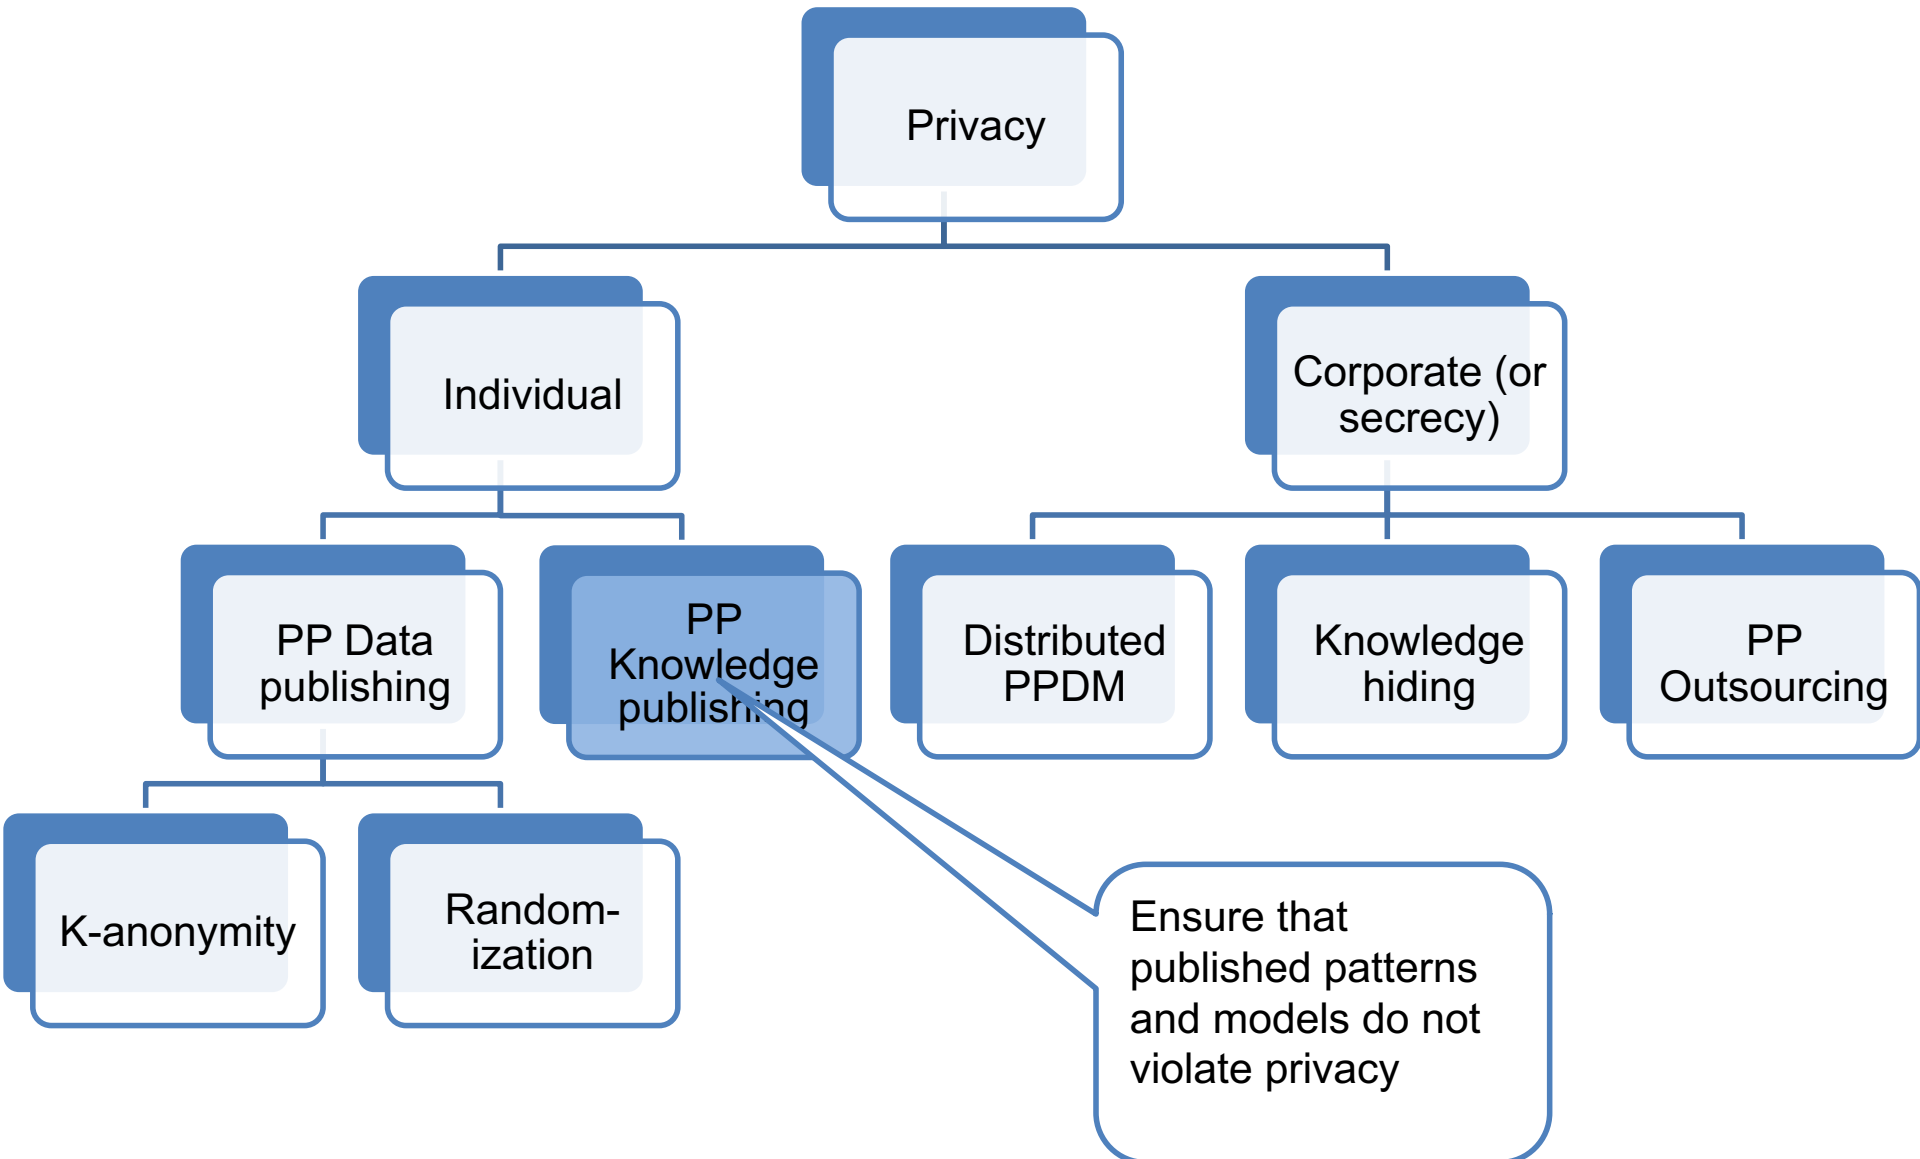 Privacy
Individual
Corporate (or
secrecy)
PP Data
publishing
PP
Knowledge
publishing
Distributed
PPDM
Knowledge
hiding
PP
Outsourcing
K-anonymity
Random-
ization
Ensure that
published patterns
and models do not
violate privacy